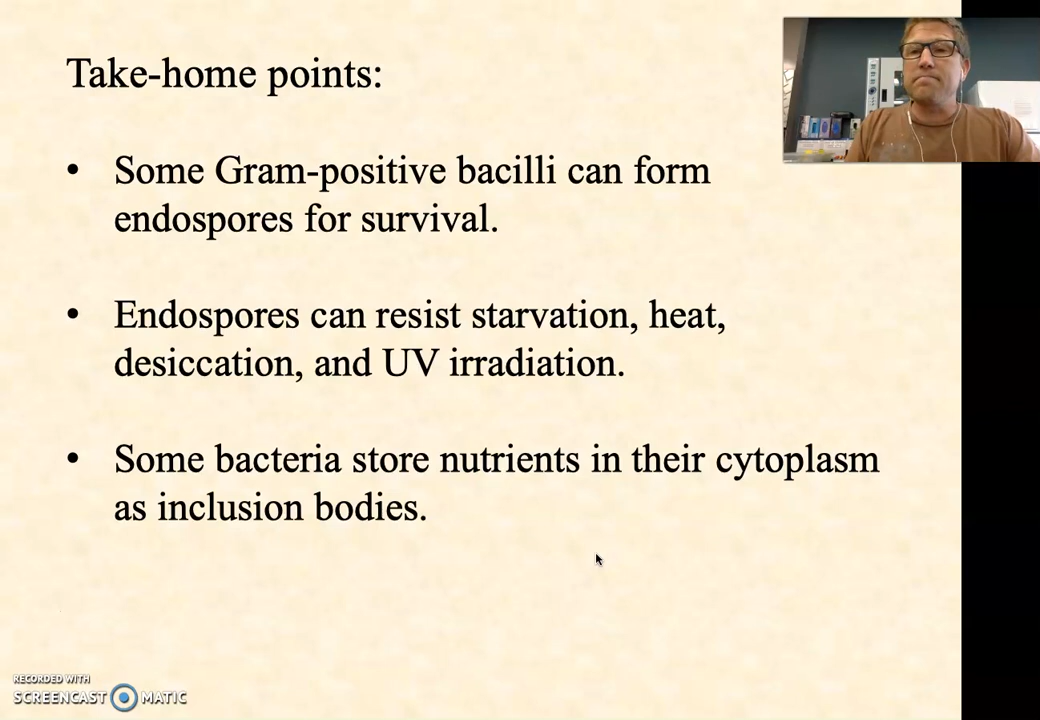 Take-home points:
• Some Gram-positive bacilli can form
endospores for survival.
• Endospores can resist starvation, heat,
desiccation, and UV irradiation.
• Some bacteria store nutrients in their cytoplasm
as inclusion bodies.
RECORDED WITH
SCREENCAST MATIC